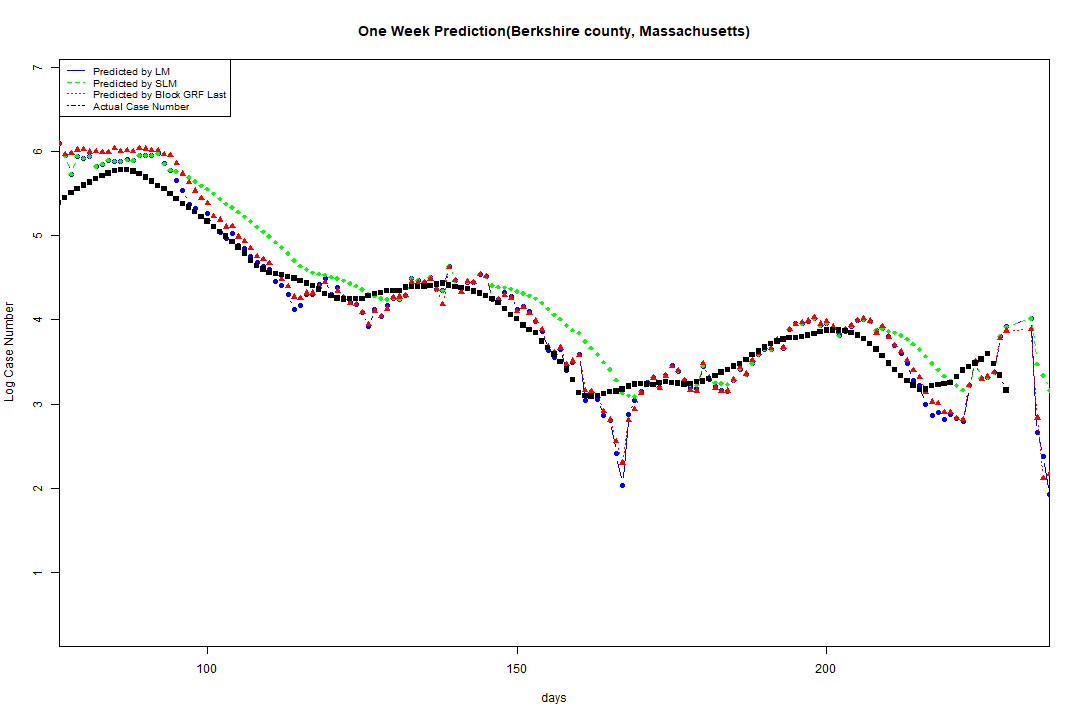 One Week Prediction(Berkshire county, Massachusetts)
Predicted by LM
Predicted by SLM
Predicted by Block GRF Last
Actual Case Number
7
6
5
4
3
2
1
Log Case Number
100 150 200
days